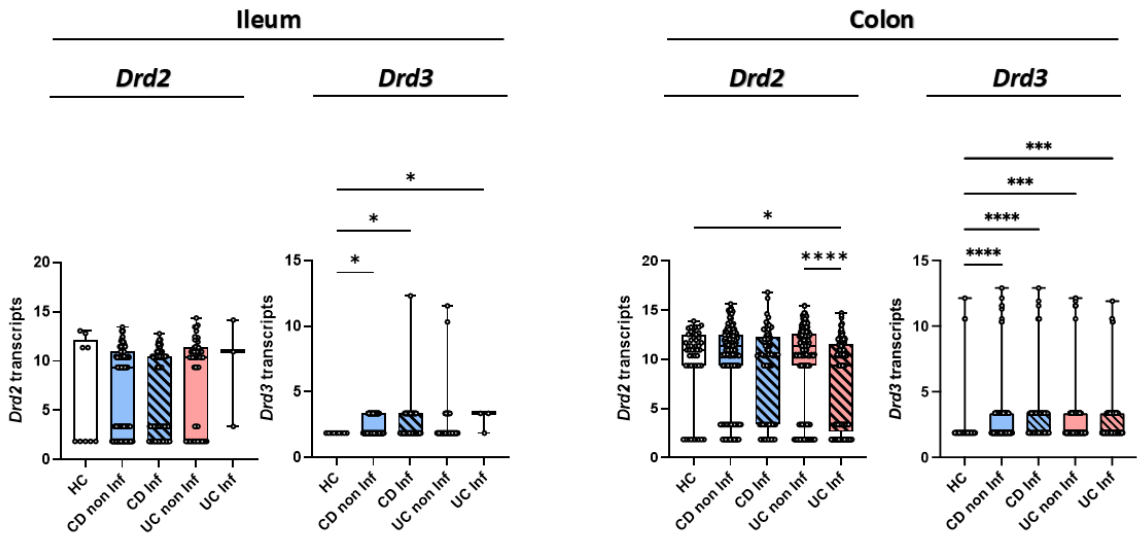 Ileum
Colon
Drd2
Drd3
Drd2
Drd3
*
*
*
*
****
***
***
****
****
Drd2 transcripts
20
15
10
5
0
HC
CD non Inf
CD Inf
UC non Inf
UC Inf
Drd3 transcripts
15
10
5
0
HC
CD non Inf
CD Inf
UC non Inf
UC Inf
Drd2 transcripts
20
15
10
5
0
HC
CD non Inf
CD Inf
UC non Inf
UC Inf
Drd3 transcripts
15
10
5
0
HC
CD non Inf
CD Inf
UC non Inf
UC Inf